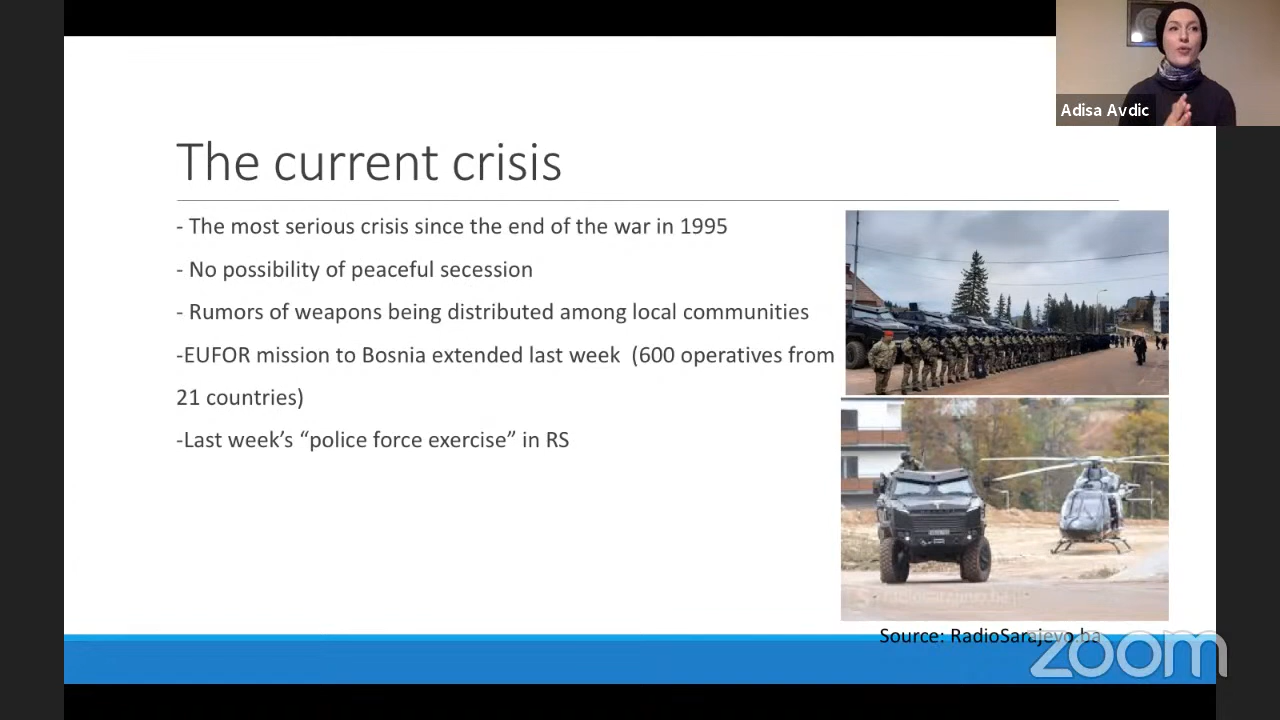 Adisa Avdic
The current crisis
- The most serious crisis since the end of the war in 1995
- No possibility of peaceful secession
- Rumors of weapons being distributed among local communities
-EUFOR mission to Bosnia extended last week  (600 operatives from
21 countries)
-Last week’s “police force exercise” in RS
Source: RadioSarajevo.ba
zoom